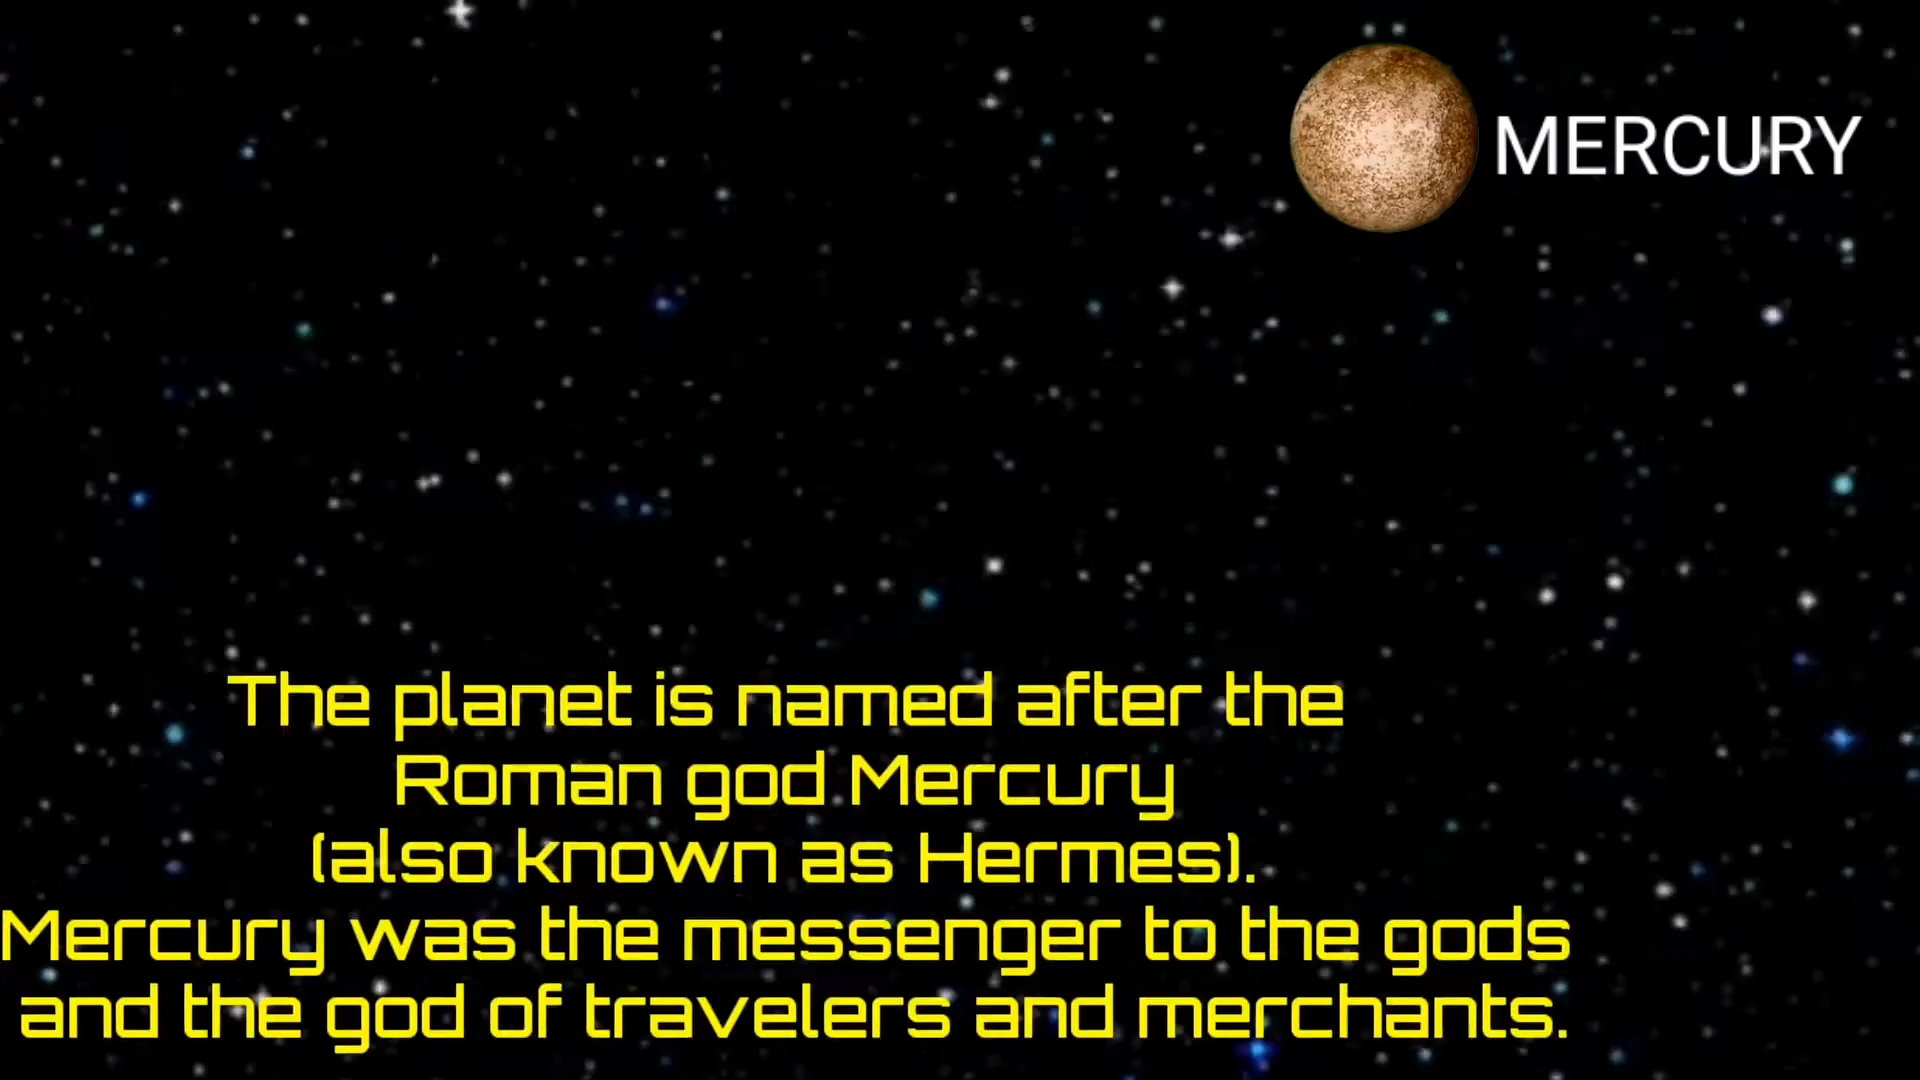 MERCURY
The planet is named after the
Roman god Mercury
(also known as Hermes).
Mercury was the messenger to the gods
and the god of travelers and merchants.